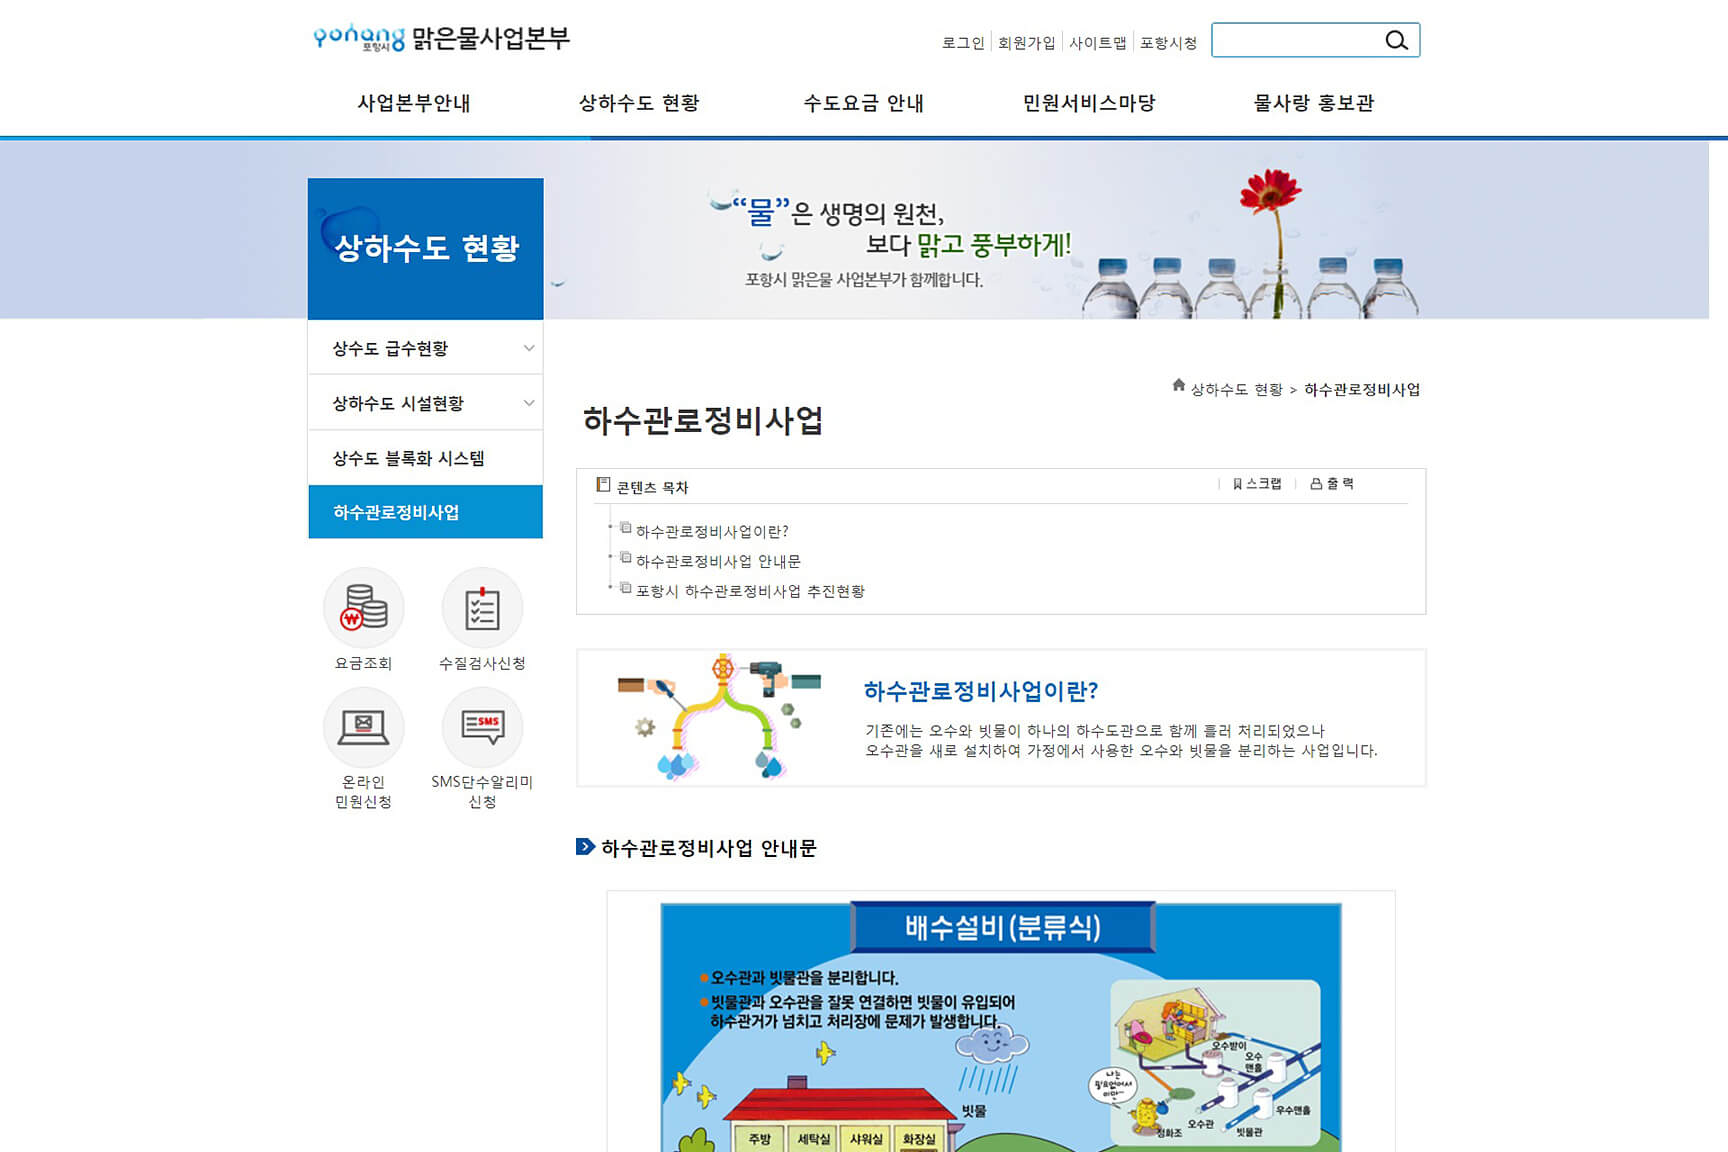 pohang 포항시 맑은물사업본부
로그인 회원가입 사이트맵 포항시청
사업본부안내 상하수도 현황 수도요금 안내 민원서비스마당 물사랑 홍보관
상하수도 현황
“물”은 생명의 원천,
보다 맑고 풍부하게!
포항시 맑은물 사업본부가 함께합니다.
상수도 급수현황
상하수도 시설현황
상수도 블록화 시스템
하수관로정비사업
요금조회
수질검사신청
온라인
민원신청
SMS
SMS단수알리미
신청
상하수도 현황 > 하수관로정비사업
하수관로정비사업
콘텐츠 목차
스크랩 출력
하수관로정비사업이란?
하수관로정비사업 안내문
포항시 하수관로정비사업 추진현황
하수관로정비사업이란?
기존에는 오수와 빗물이 하나의 하수도관으로 함께 흘러 처리되었으나
오수관을 새로 설치하여 가정에서 사용한 오수와 빗물을 분리하는 사업입니다.
하수관로정비사업 안내문
배수설비(분류식)
오수관과 빗물관을 분리합니다.
빗물관과 오수관을 잘못 연결하면 빗물이 유입되어
하수관거가 넘치고 처리장에 문제가 발생합니다.
빗물
주방 세탁실 샤워실 화장실
오수받이
오수
맨홀
나는
필요없어서
이만~
우수맨홀
오수관
정화조
빗물관